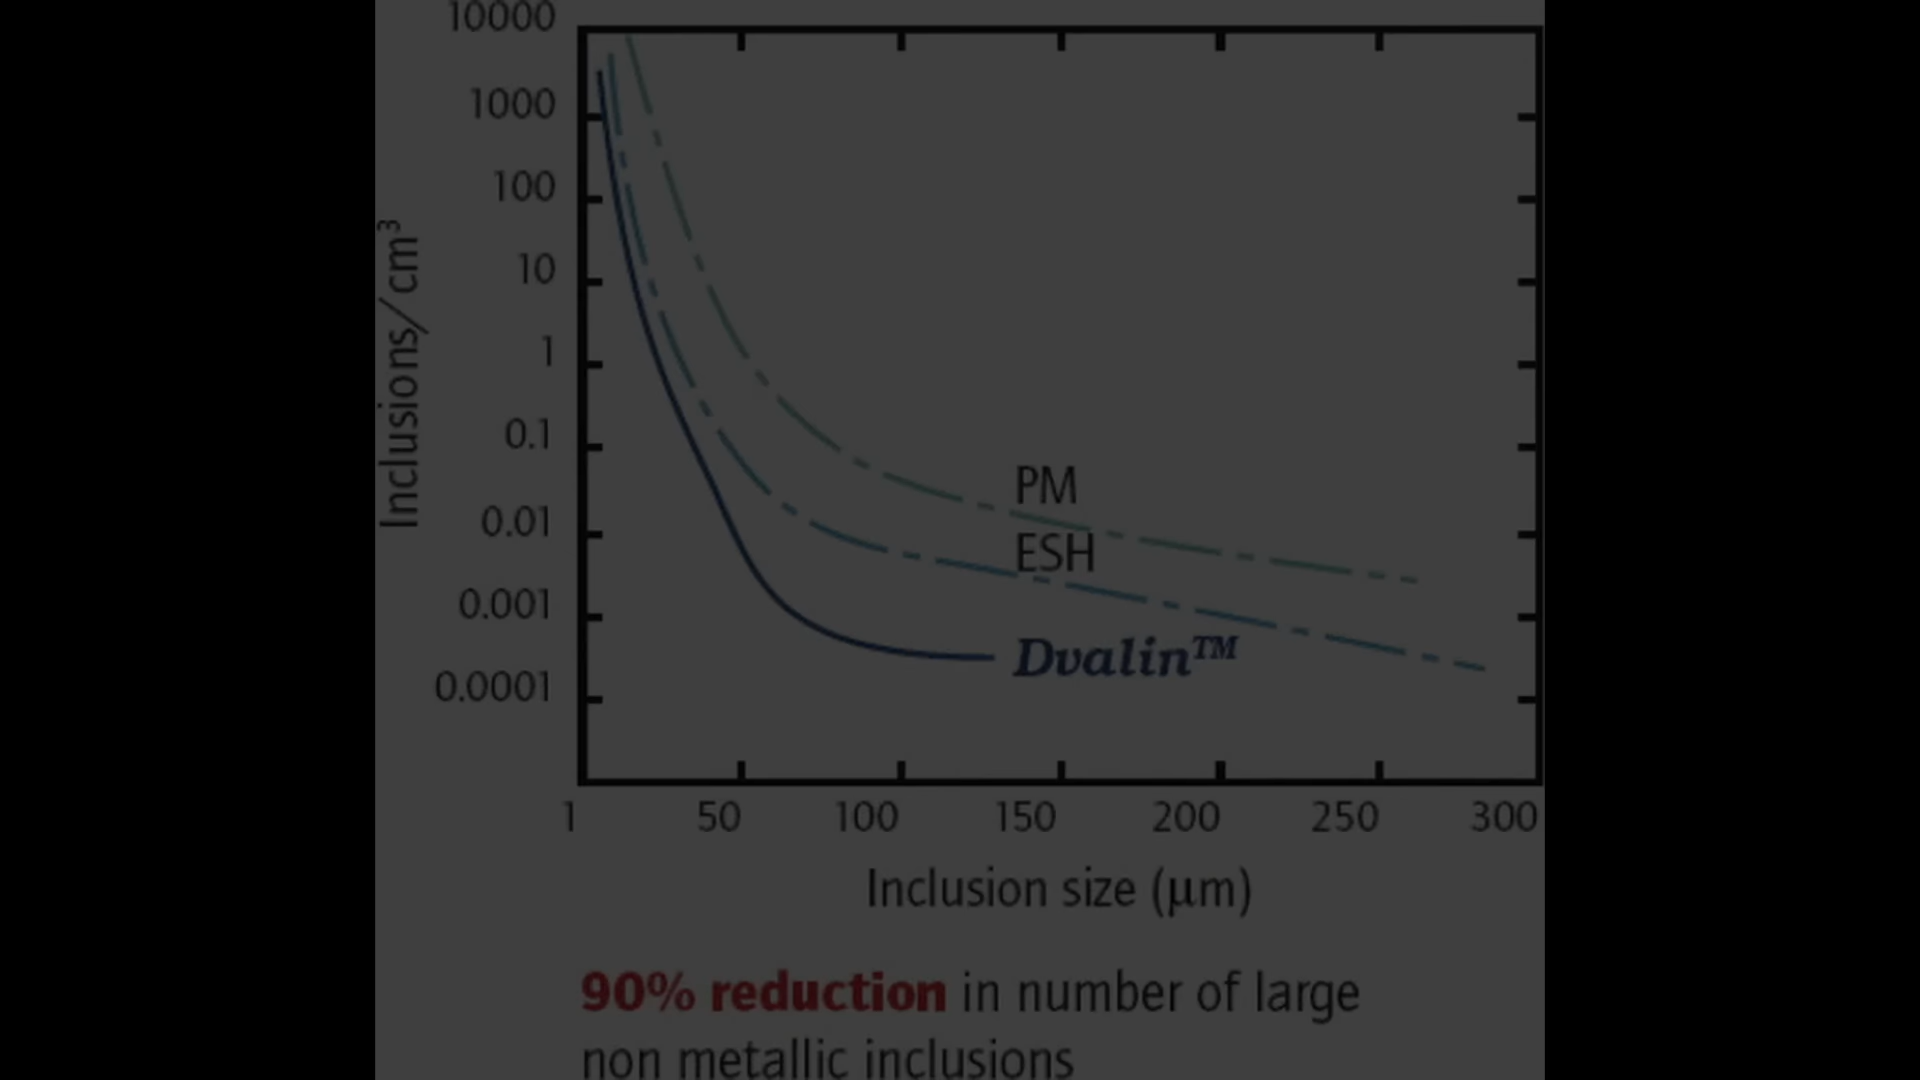 10000
1000
100
10
1
0.1
0.01
0.001
0.0001
Inclusions/cm³
PM
ESH
Dvalin™
1 50 100 150 200 250 300
Inclusion size (µm)
90% reduction in number of large
non metallic inclusions